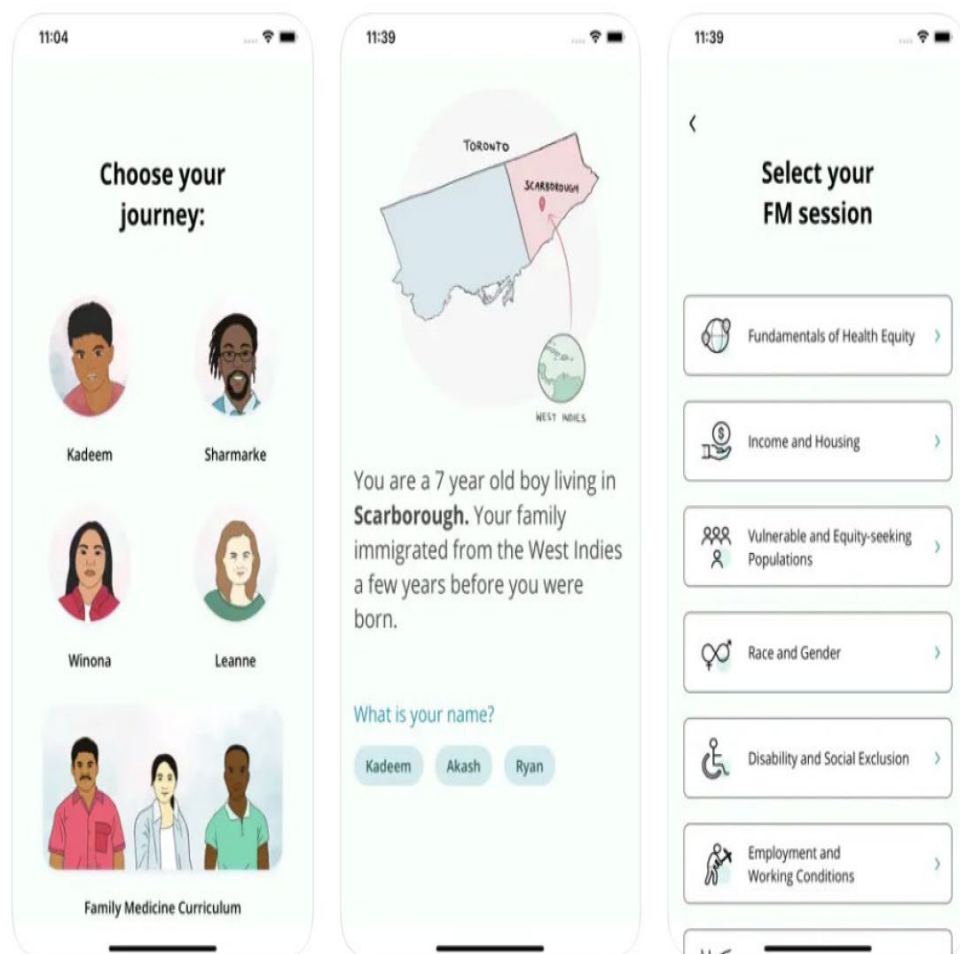 11:04
Choose your
journey:
Kadeem
Sharmarke
Winona
Leanne
Family Medicine Curriculum
11:39
TORONTO
SCARBOROUGH
WEST INDIES
You are a 7 year old boy living in
Scarborough. Your family
immigrated from the West Indies
a few years before you were
born.
What is your name?
Kadeem Akash Ryan
11:39
Select your
FM session
Fundamentals of Health Equity
Income and Housing
Vulnerable and Equity-seeking
Populations
Race and Gender
Disability and Social Exclusion
Employment and
Working Conditions